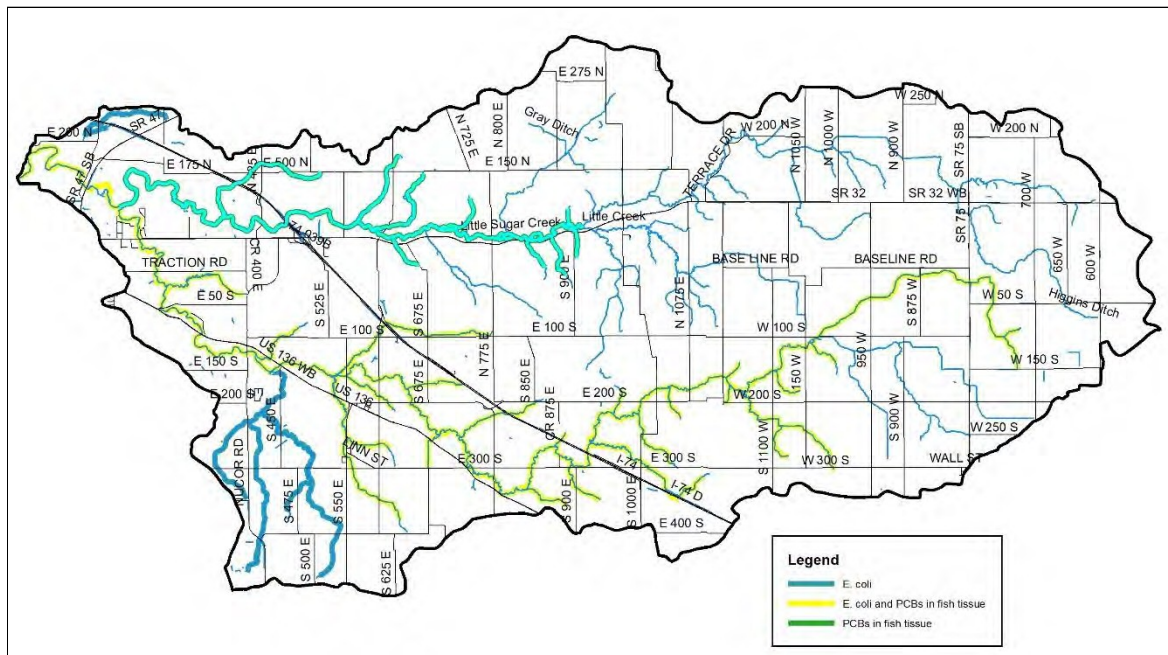 E 275 N
W 250 N
SR 47
E 200 N
Gray Ditch
N 725 E
N 800 E
W 200 N
N 1050 W
N 1000 W
N 900 W
SR 75 SB
W 200 N
TERRACE DR
E 175 N
E 500 N
E 150 N
SR 47 SB
SR 32
SR 32 WB
700 W
Little Sugar Creek
Little Creek
SR 75
74 039B
CR 400 E
S 900 E
TRACTION RD
BASE LINE RD
BASELINE RD
650 W
600 W
E 50 S
S 525 E
S 675 E
N 1075 E
S 875 W
W 50 S
Higgins Ditch
E 100 S
E 100 S
W 100 S
E 150 S
US 136 WB
N 775 E
S 850 E
150 W
950 W
W 150 S
S 675 E
E 200 S
E 200 S
W 200 S
US 136
S 450 E
CR 875 E
S 1100 W
S 900 W
W 250 S
NUCOR RD
LINN ST
E 300 S
I-74
E 300 S
W 300 S
WALL ST
S 475 E
S 550 E
S 900 E
S 1000 E
I-74 D
E 400 S
S 500 E
S 625 E
Legend
E. coli
E. coli and PCBs in fish tissue
PCBs in fish tissue